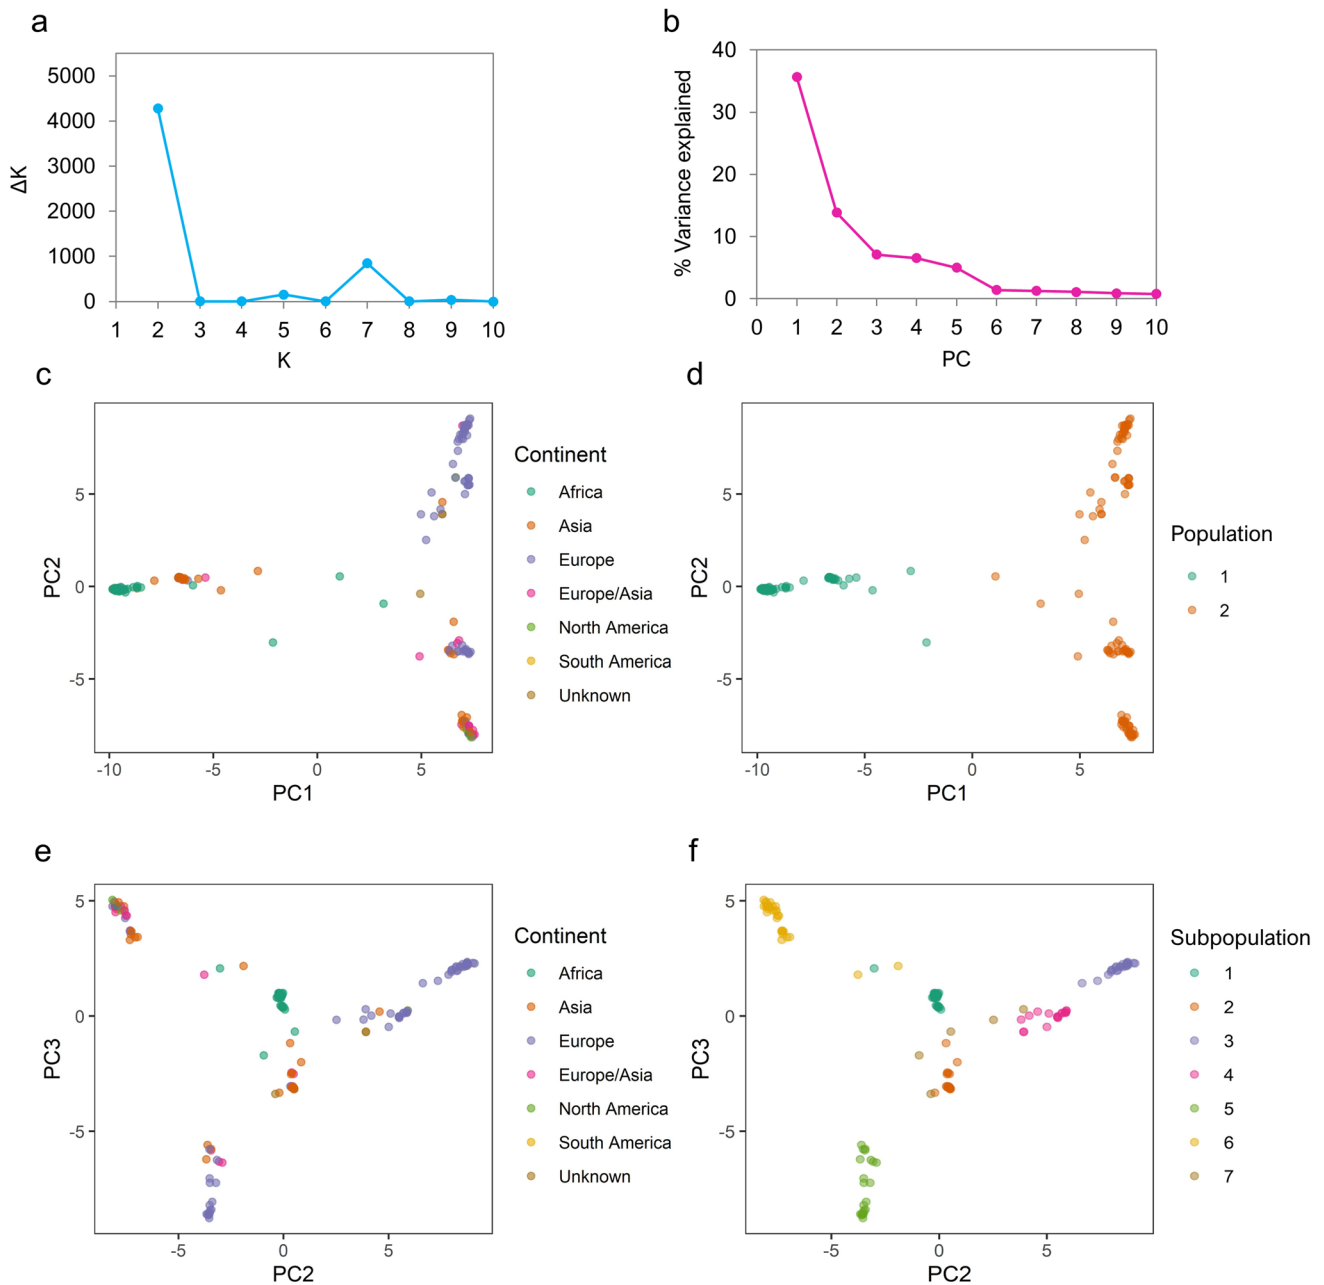 a
5000
4000
3000
2000
1000
0
ΔK
1 2 3 4 5 6 7 8 9 10
K
b
40
30
20
10
0
% Variance explained
0 1 2 3 4 5 6 7 8 9 10
PC
c
5
0
-5
PC2
-10 -5 0 5
PC1
Continent
Africa
Asia
Europe
Europe/Asia
North America
South America
Unknown
d
5
0
-5
PC2
-10 -5 0 5
PC1
Population
1
2
e
5
0
-5
PC3
-5 0 5
PC2
Continent
Africa
Asia
Europe
Europe/Asia
North America
South America
Unknown
f
5
0
-5
PC3
-5 0 5
PC2
Subpopulation
1
2
3
4
5
6
7